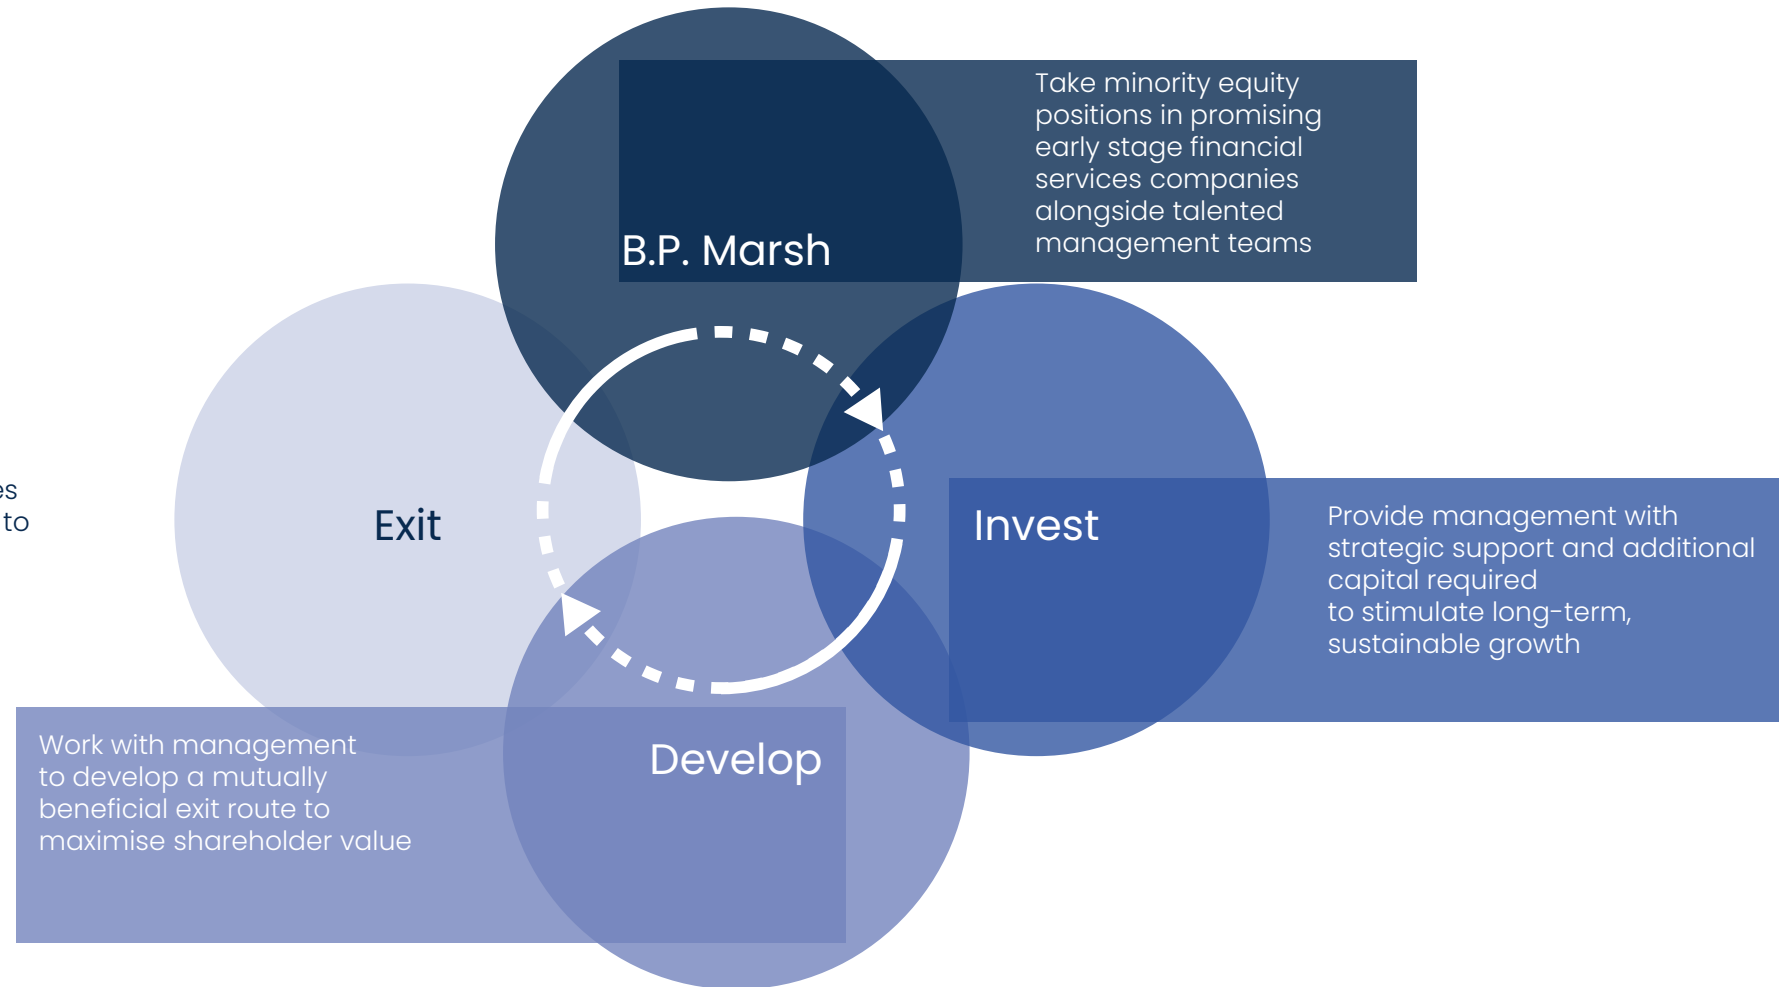 Take minority equity
positions in promising
early stage financial
services companies
alongside talented
management teams
B.P. Marsh
to
Exit
Invest
Provide management with
strategic support and additional
capital required
to stimulate long-term,
sustainable growth
Work with management
to develop a mutually
beneficial exit route to
maximise shareholder value
Develop